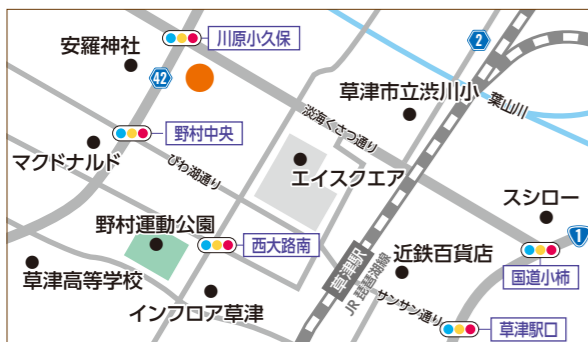 川原小久保
安羅神社
42
2
草津市立渋川小
葉山川
淡海くさつ通り
野村中央
マクドナルド
びわ湖通り
エイスクエア
スシロー
1
野村運動公園
西大路南
草津駅
JR 琵琶湖線
近鉄百貨店
国道小柿
草津高等学校
インフロア草津
サンサン通り
草津駅口